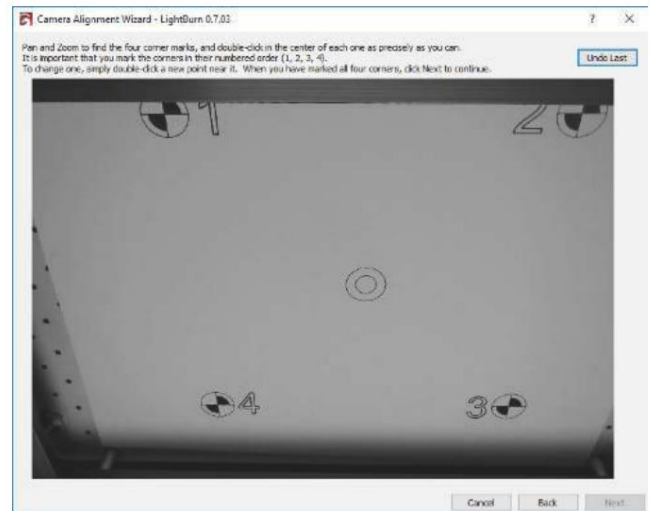 Camera Alignment Wizard - LightBurn 0.7.03
? X
Pan and Zoom to find the four corner marks, and double-click in the center of each one as precisely as you can.
It is important that you mark the corners in their numbered order (1, 2, 3, 4).
To change one, simply double-click a new point near it. When you have marked all four corners, click Next to continue.
Undo Last
1 2
4 3
Cancel Back Next